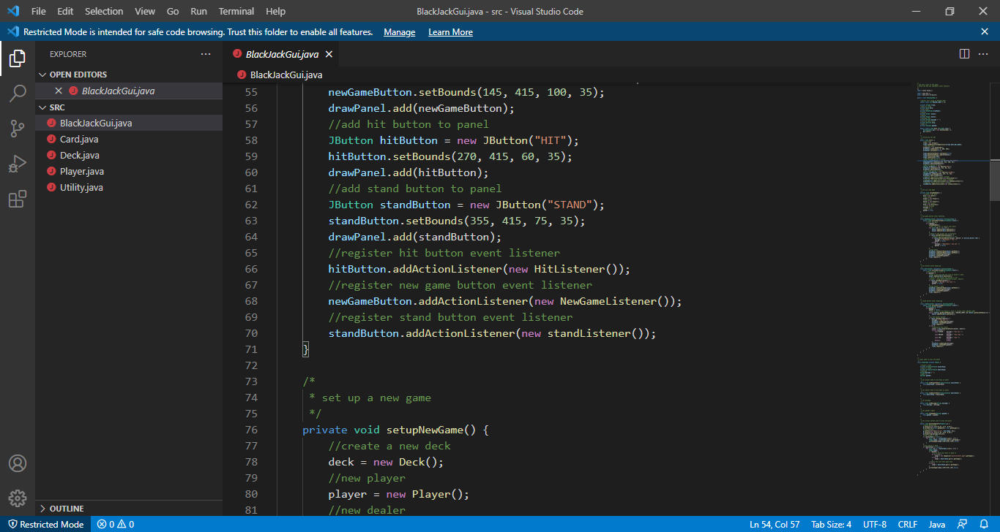 File Edit Selection View Go Run Terminal Help BlackJackGui.java - src - Visual Studio Code
Restricted Mode is intended for safe code browsing. Trust this folder to enable all features. Manage Learn More
EXPLORER
OPEN EDITORS
BlackJackGui.java
SRC
BlackJackGui.java
Card.java
Deck.java
Player.java
Utility.java
OUTLINE
BlackJackGui.java
BlackJackGui.java
55 newGameButton.setBounds(145, 415, 100, 35);
56 drawPanel.add(newGameButton);
57 //add hit button to panel
58 JButton hitButton = new JButton("HIT");
59 hitButton.setBounds(270, 415, 60, 35);
60 drawPanel.add(hitButton);
61 //add stand button to panel
62 JButton standButton = new JButton("STAND");
63 standButton.setBounds(355, 415, 75, 35);
64 drawPanel.add(standButton);
65 //register hit button event listener
66 hitButton.addActionListener(new HitListener());
67 //register new game button event listener
68 newGameButton.addActionListener(new NewGameListener());
69 //register stand button event listener
70 standButton.addActionListener(new standListener());
71 }
72
73 /*
74 * set up a new game
75 */
76 private void setupNewGame() {
77 //create a new deck
78 deck = new Deck();
79 //new player
80 player = new Player();
81 //new dealer
Restricted Mode 0 0 Ln 54, Col 57 Tab Size: 4 UTF-8 CRLF Java